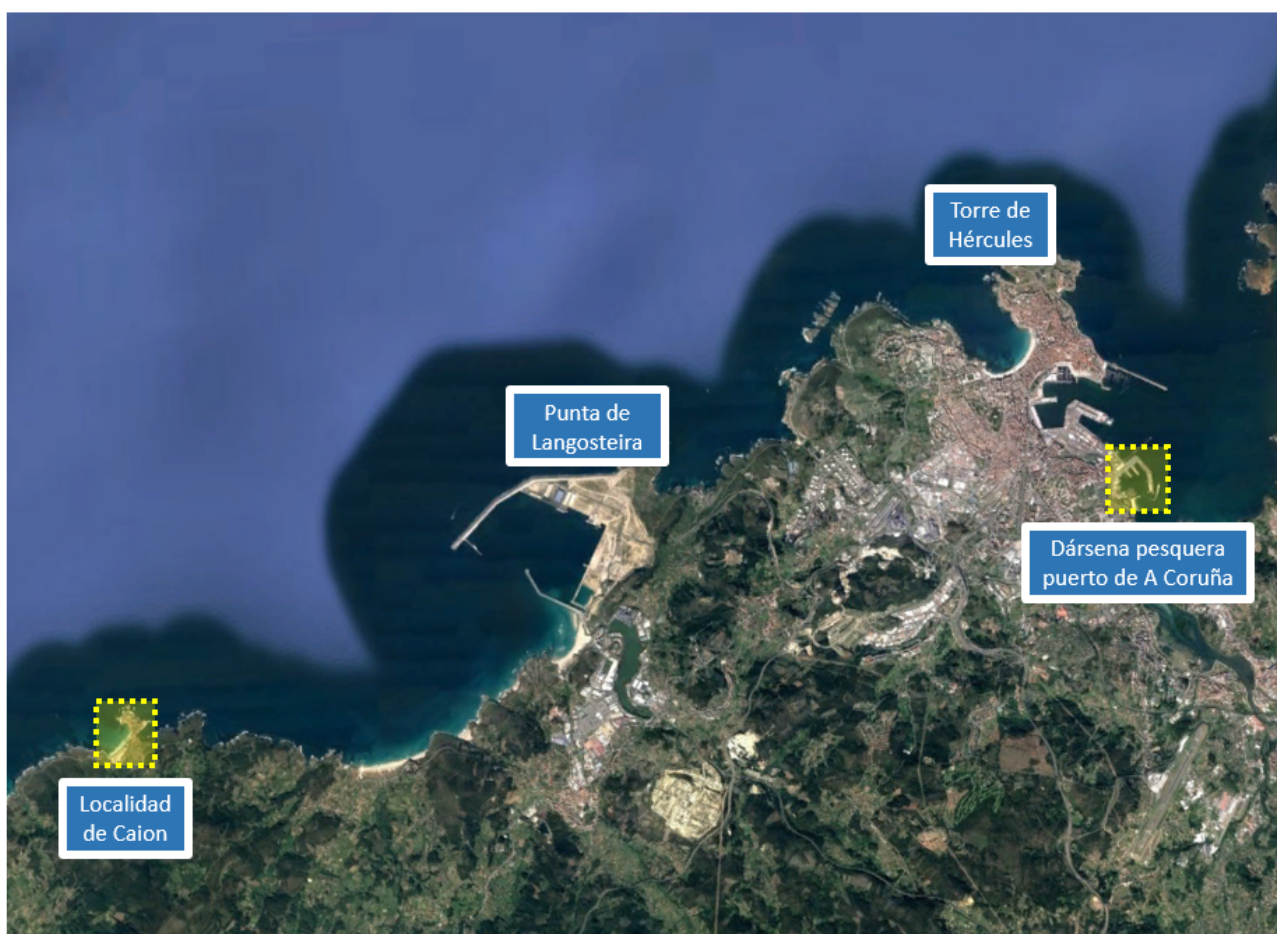 Torre de
Hércules
Punta de
Langosteira
Dársena pesquera
puerto de A Coruña
Localidad
de Caion